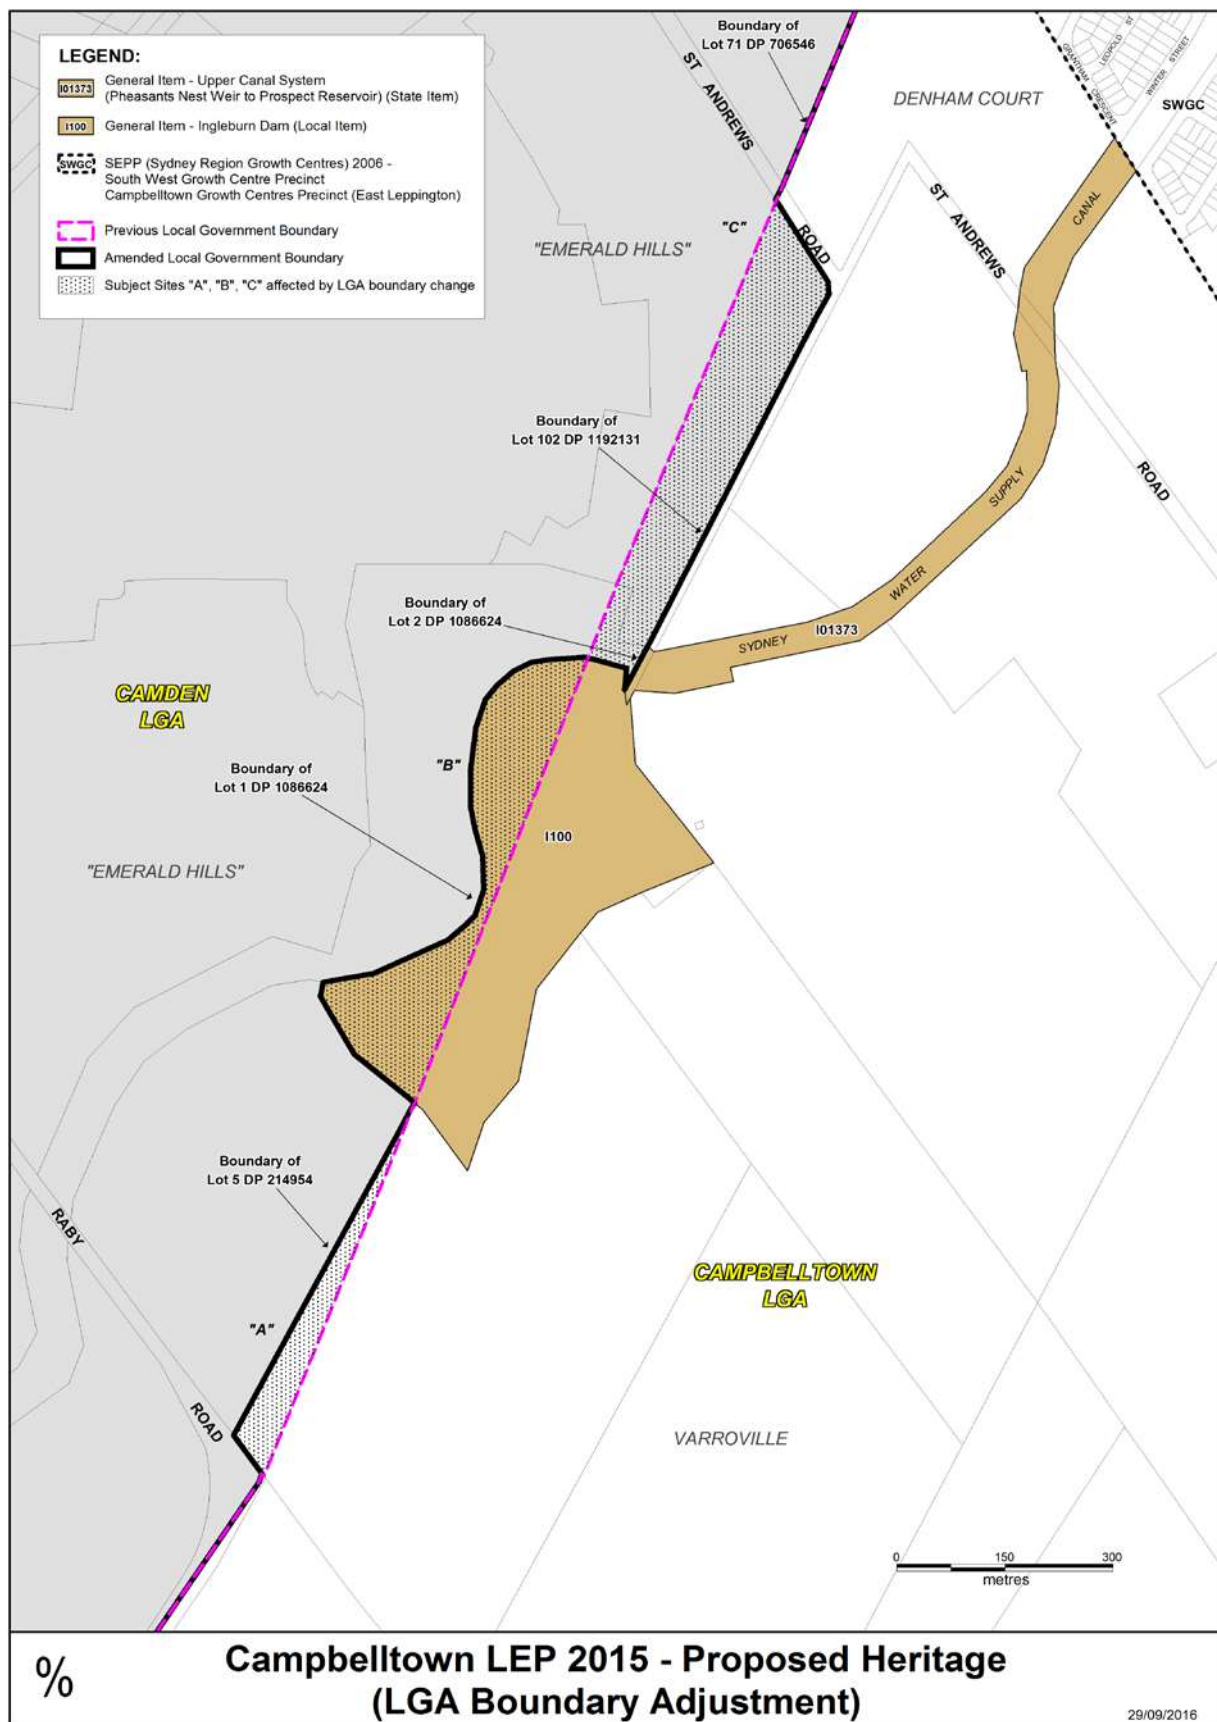 LEGEND:
I01373
General Item - Upper Canal System
(Pheasants Nest Weir to Prospect Reservoir) (State Item)
I100
General Item - Ingleburn Dam (Local Item)
SWGC
SEPP (Sydney Region Growth Centres) 2006 -
South West Growth Centre Precinct
Campbelltown Growth Centres Precinct (East Leppington)
Previous Local Government Boundary
Amended Local Government Boundary
Subject Sites "A", "B", "C" affected by LGA boundary change
Boundary of
Lot 71 DP 706546
ST ANDREWS
ROAD
DENHAM COURT
GRANTHAM
CRESCENT
LEOPOLD ST
WINTER STREET
SWGC
ST ANDREWS
ROAD
CANAL
"C"
"EMERALD HILLS"
Boundary of
Lot 102 DP 1192131
SUPPLY
WATER
I01373
SYDNEY
Boundary of
Lot 2 DP 1086624
CAMDEN
LGA
"B"
Boundary of
Lot 1 DP 1086624
I100
"EMERALD HILLS"
Boundary of
Lot 5 DP 214954
RABY
ROAD
"A"
CAMPBELLTOWN
LGA
VARROVILLE
0 150 300
metres
%
Campbelltown LEP 2015 - Proposed Heritage
(LGA Boundary Adjustment)
29/09/2016